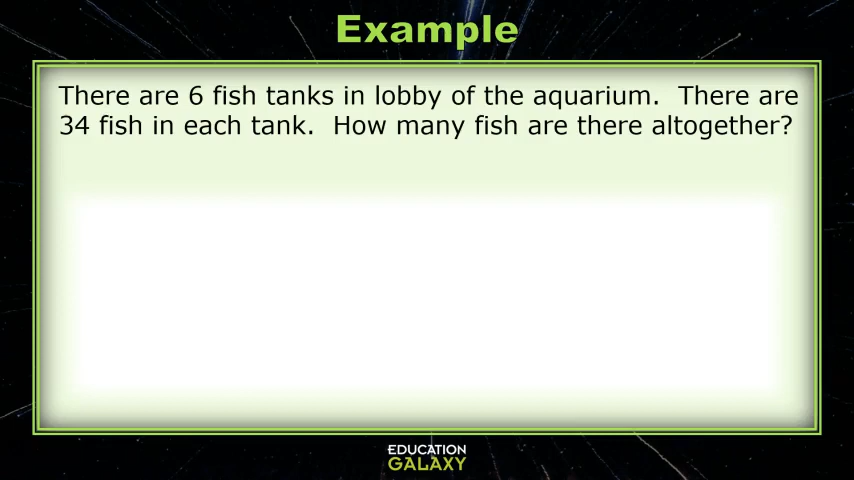 Example
There are 6 fish tanks in lobby of the aquarium.  There are
34 fish in each tank.  How many fish are there altogether?
EDUCATION
GALAXY